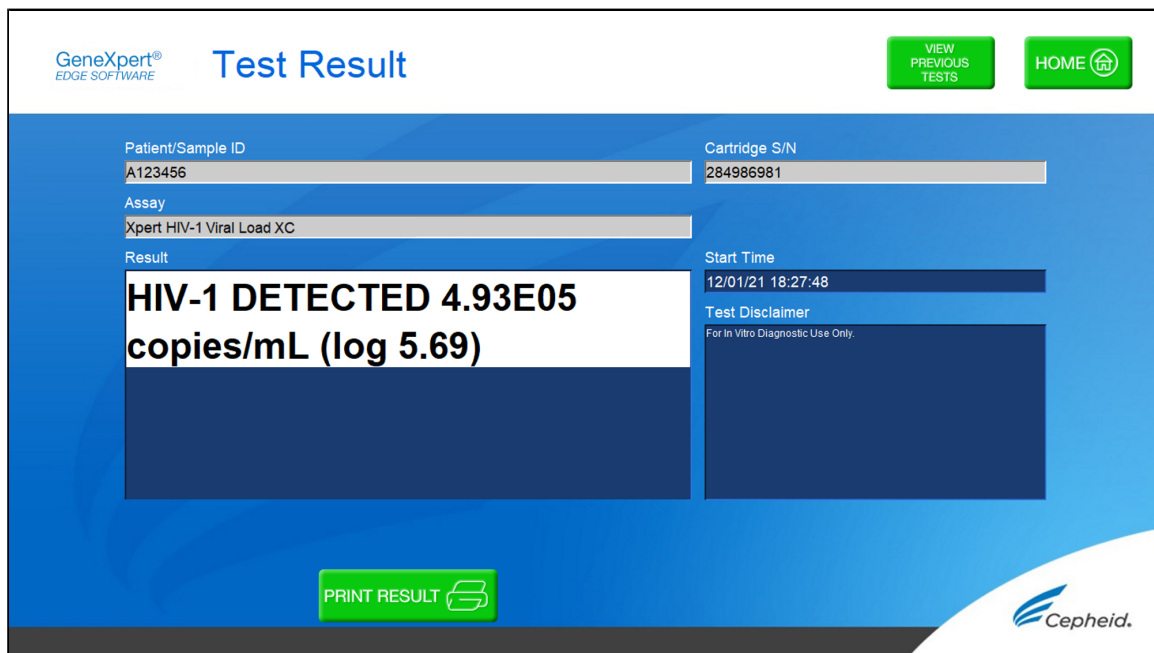 GeneXpert®
EDGE SOFTWARE
Test Result
VIEW
PREVIOUS
TESTS
HOME
Patient/Sample ID
A123456
Cartridge S/N
284986981
Assay
Xpert HIV-1 Viral Load XC
Result
HIV-1 DETECTED 4.93E05
copies/mL (log 5.69)
Start Time
12/01/21 18:27:48
Test Disclaimer
For In Vitro Diagnostic Use Only.
PRINT RESULT
Cepheid.